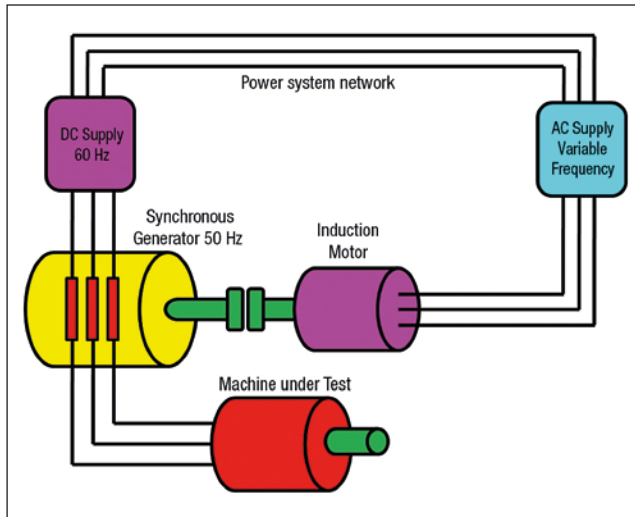 Power system network
DC Supply
60 Hz
AC Supply
Variable
Frequency
Synchronous
Generator 50 Hz
Induction
Motor
Machine under Test